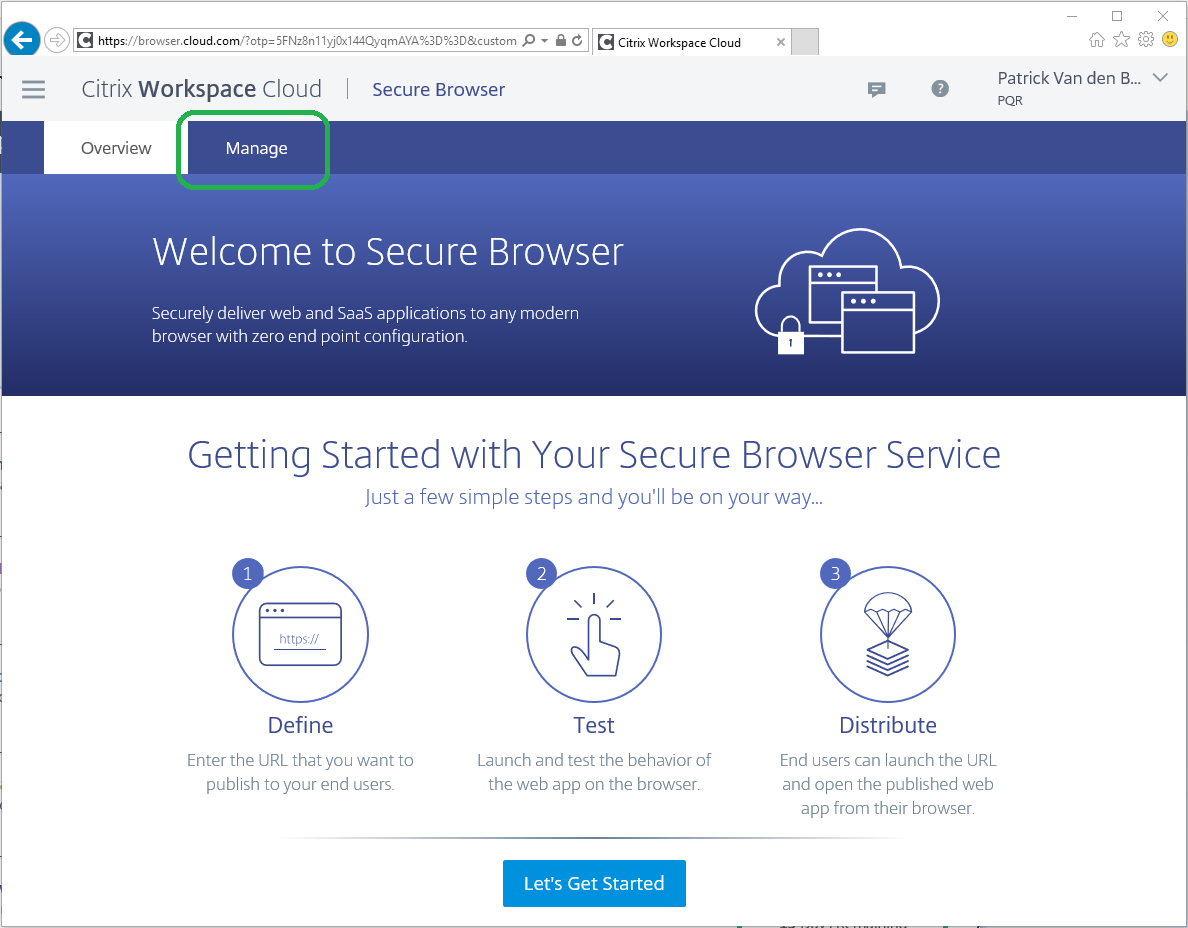 https://browser.cloud.com/?otp=5FNz8n11yj0x144QyqmAYA%3D%3D&custom
Citrix Workspace Cloud
Citrix Workspace Cloud
Secure Browser
Patrick Van den B...
PQR
Overview
Manage
Welcome to Secure Browser
Securely deliver web and SaaS applications to any modern
browser with zero end point configuration.
Getting Started with Your Secure Browser Service
Just a few simple steps and you'll be on your way...
1
2
3
https://
Define
Test
Distribute
Enter the URL that you want to
publish to your end users.
Launch and test the behavior of
the web app on the browser.
End users can launch the URL
and open the published web
app from their browser.
Let's Get Started